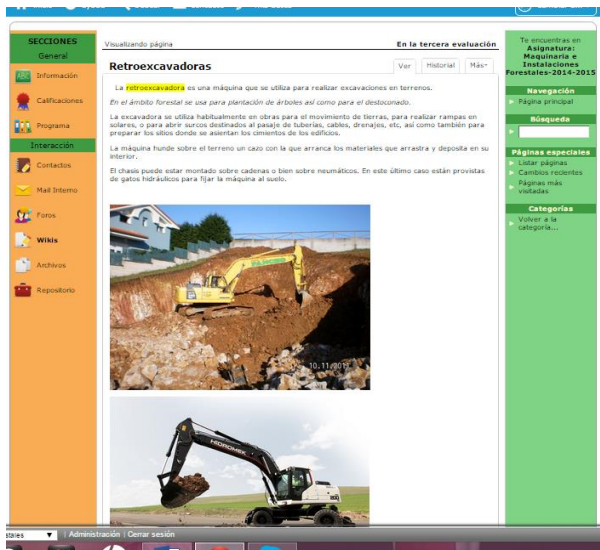 SECCIONES
General
Información
Calificaciones
Programa
Interacción
Contactos
Mail Interno
Foros
Wikis
Archivos
Repositorio
Visualizando página
En la tercera evaluación
Retroexcavadoras
Ver
Historial
Más
La retroexcavadora es una máquina que se utiliza para realizar excavaciones en terrenos.
En el ámbito forestal se usa para plantación de árboles así como para el destoconado.
La excavadora se utiliza habitualmente en obras para el movimiento de tierras, para realizar rampas en
solares, o para abrir surcos destinados al pasaje de tuberías, cables, drenajes, etc, así como también para
preparar los sitios donde se asientan los cimientos de los edificios.
La máquina hunde sobre el terreno un cazo con la que arranca los materiales que arrastra y deposita en su
interior.
El chasis puede estar montado sobre cadenas o bien sobre neumáticos. En este último caso están provistas
de gatos hidráulicos para fijar la máquina al suelo.
10.11.2011
HIDROMEK
Te encuentras en
Asignatura:
Maquinaria e
Instalaciones
Forestales-2014-2015
Navegación
Página principal
Búsqueda
Páginas especiales
Listar páginas
Cambios recientes
Páginas más
visitadas
Categorías
Volver a la
categoría...
| Administración | Cerrar sesión